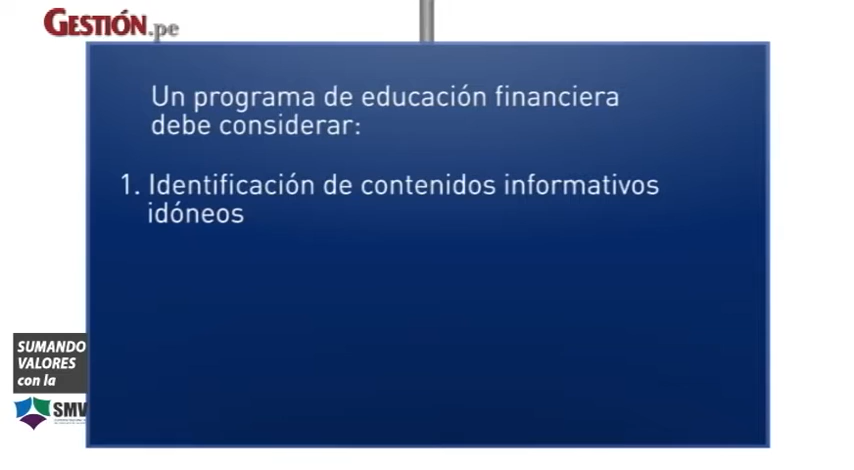 GESTIÓN.pe
Un programa de educación financiera
debe considerar:
1. Identificación de contenidos informativos
idóneos
SUMANDO
VALORES
con la
SMV